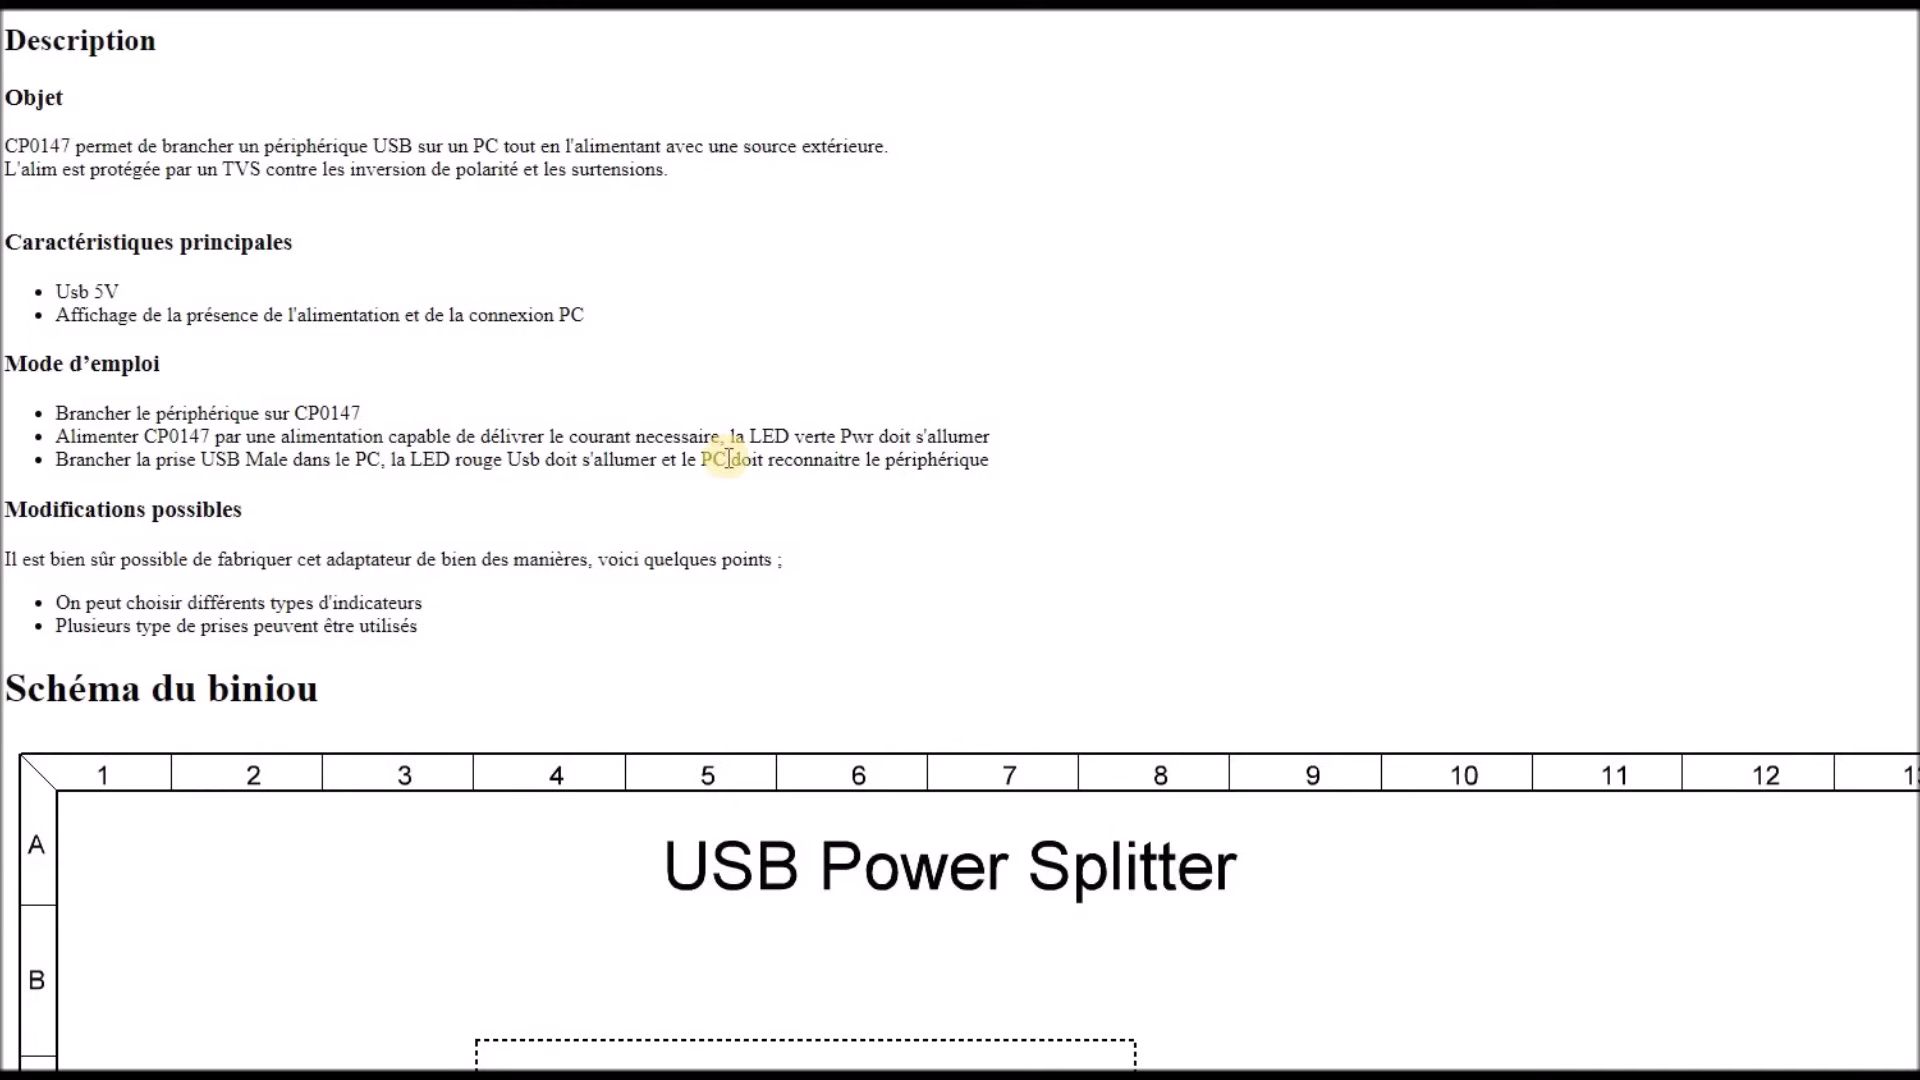 Description
Objet
CP0147 permet de brancher un périphérique USB sur un PC tout en l'alimentant avec une source extérieure.
L'alim est protégée par un TVS contre les inversion de polarité et les surtensions.
Caractéristiques principales
Usb 5V
Affichage de la présence de l'alimentation et de la connexion PC
Mode d’emploi
Brancher le périphérique sur CP0147
Alimenter CP0147 par une alimentation capable de délivrer le courant necessaire, la LED verte Pwr doit s'allumer
Brancher la prise USB Male dans le PC, la LED rouge Usb doit s'allumer et le PC doit reconnaitre le périphérique
Modifications possibles
Il est bien sûr possible de fabriquer cet adaptateur de bien des manières, voici quelques points ;
On peut choisir différents types d'indicateurs
Plusieurs type de prises peuvent être utilisés
Schéma du biniou
1 2 3 4 5 6 7 8 9 10 11 12
A
USB Power Splitter
B